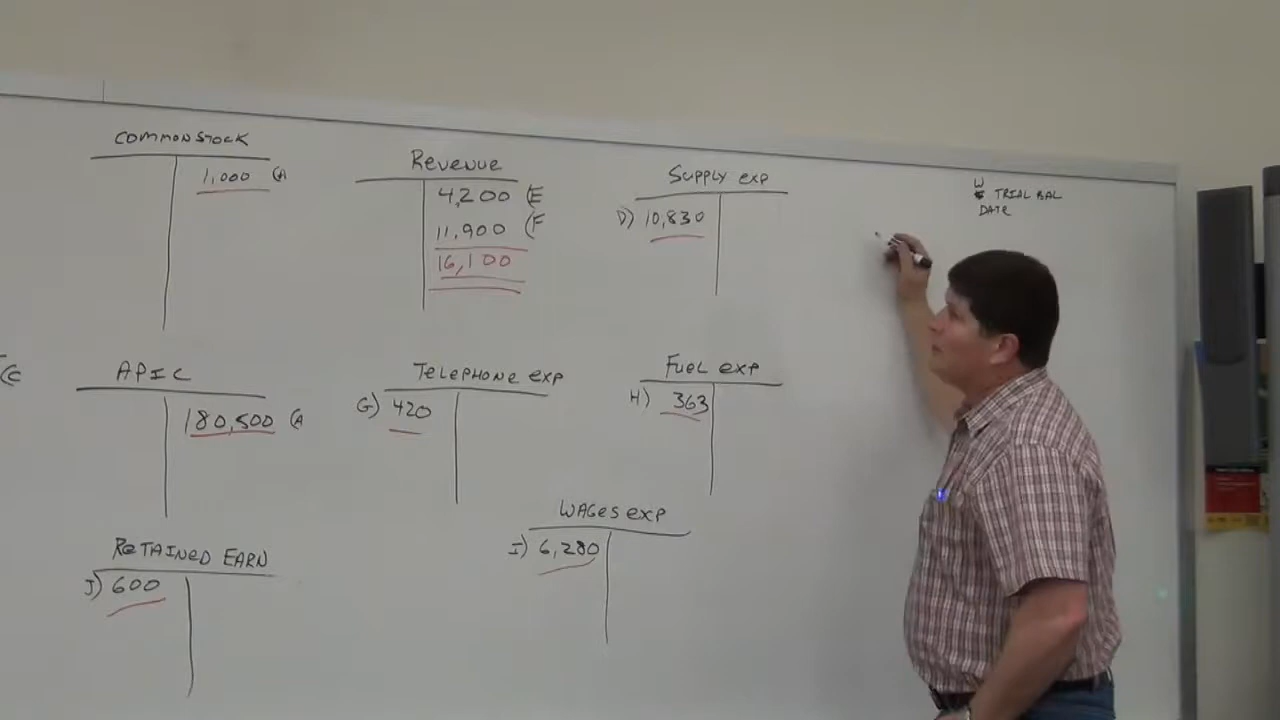 COMMON STOCK
1,000 (A
Revenue
4,200 (E
11,900 (F
16,100
Supply exp
D) 10,830
W
TRIAL BAL
DATE
APIC
180,500 (A
Telephone exp
G) 420
Fuel exp
H) 363
Retained Earn
J) 600
Wages exp
I) 6,280